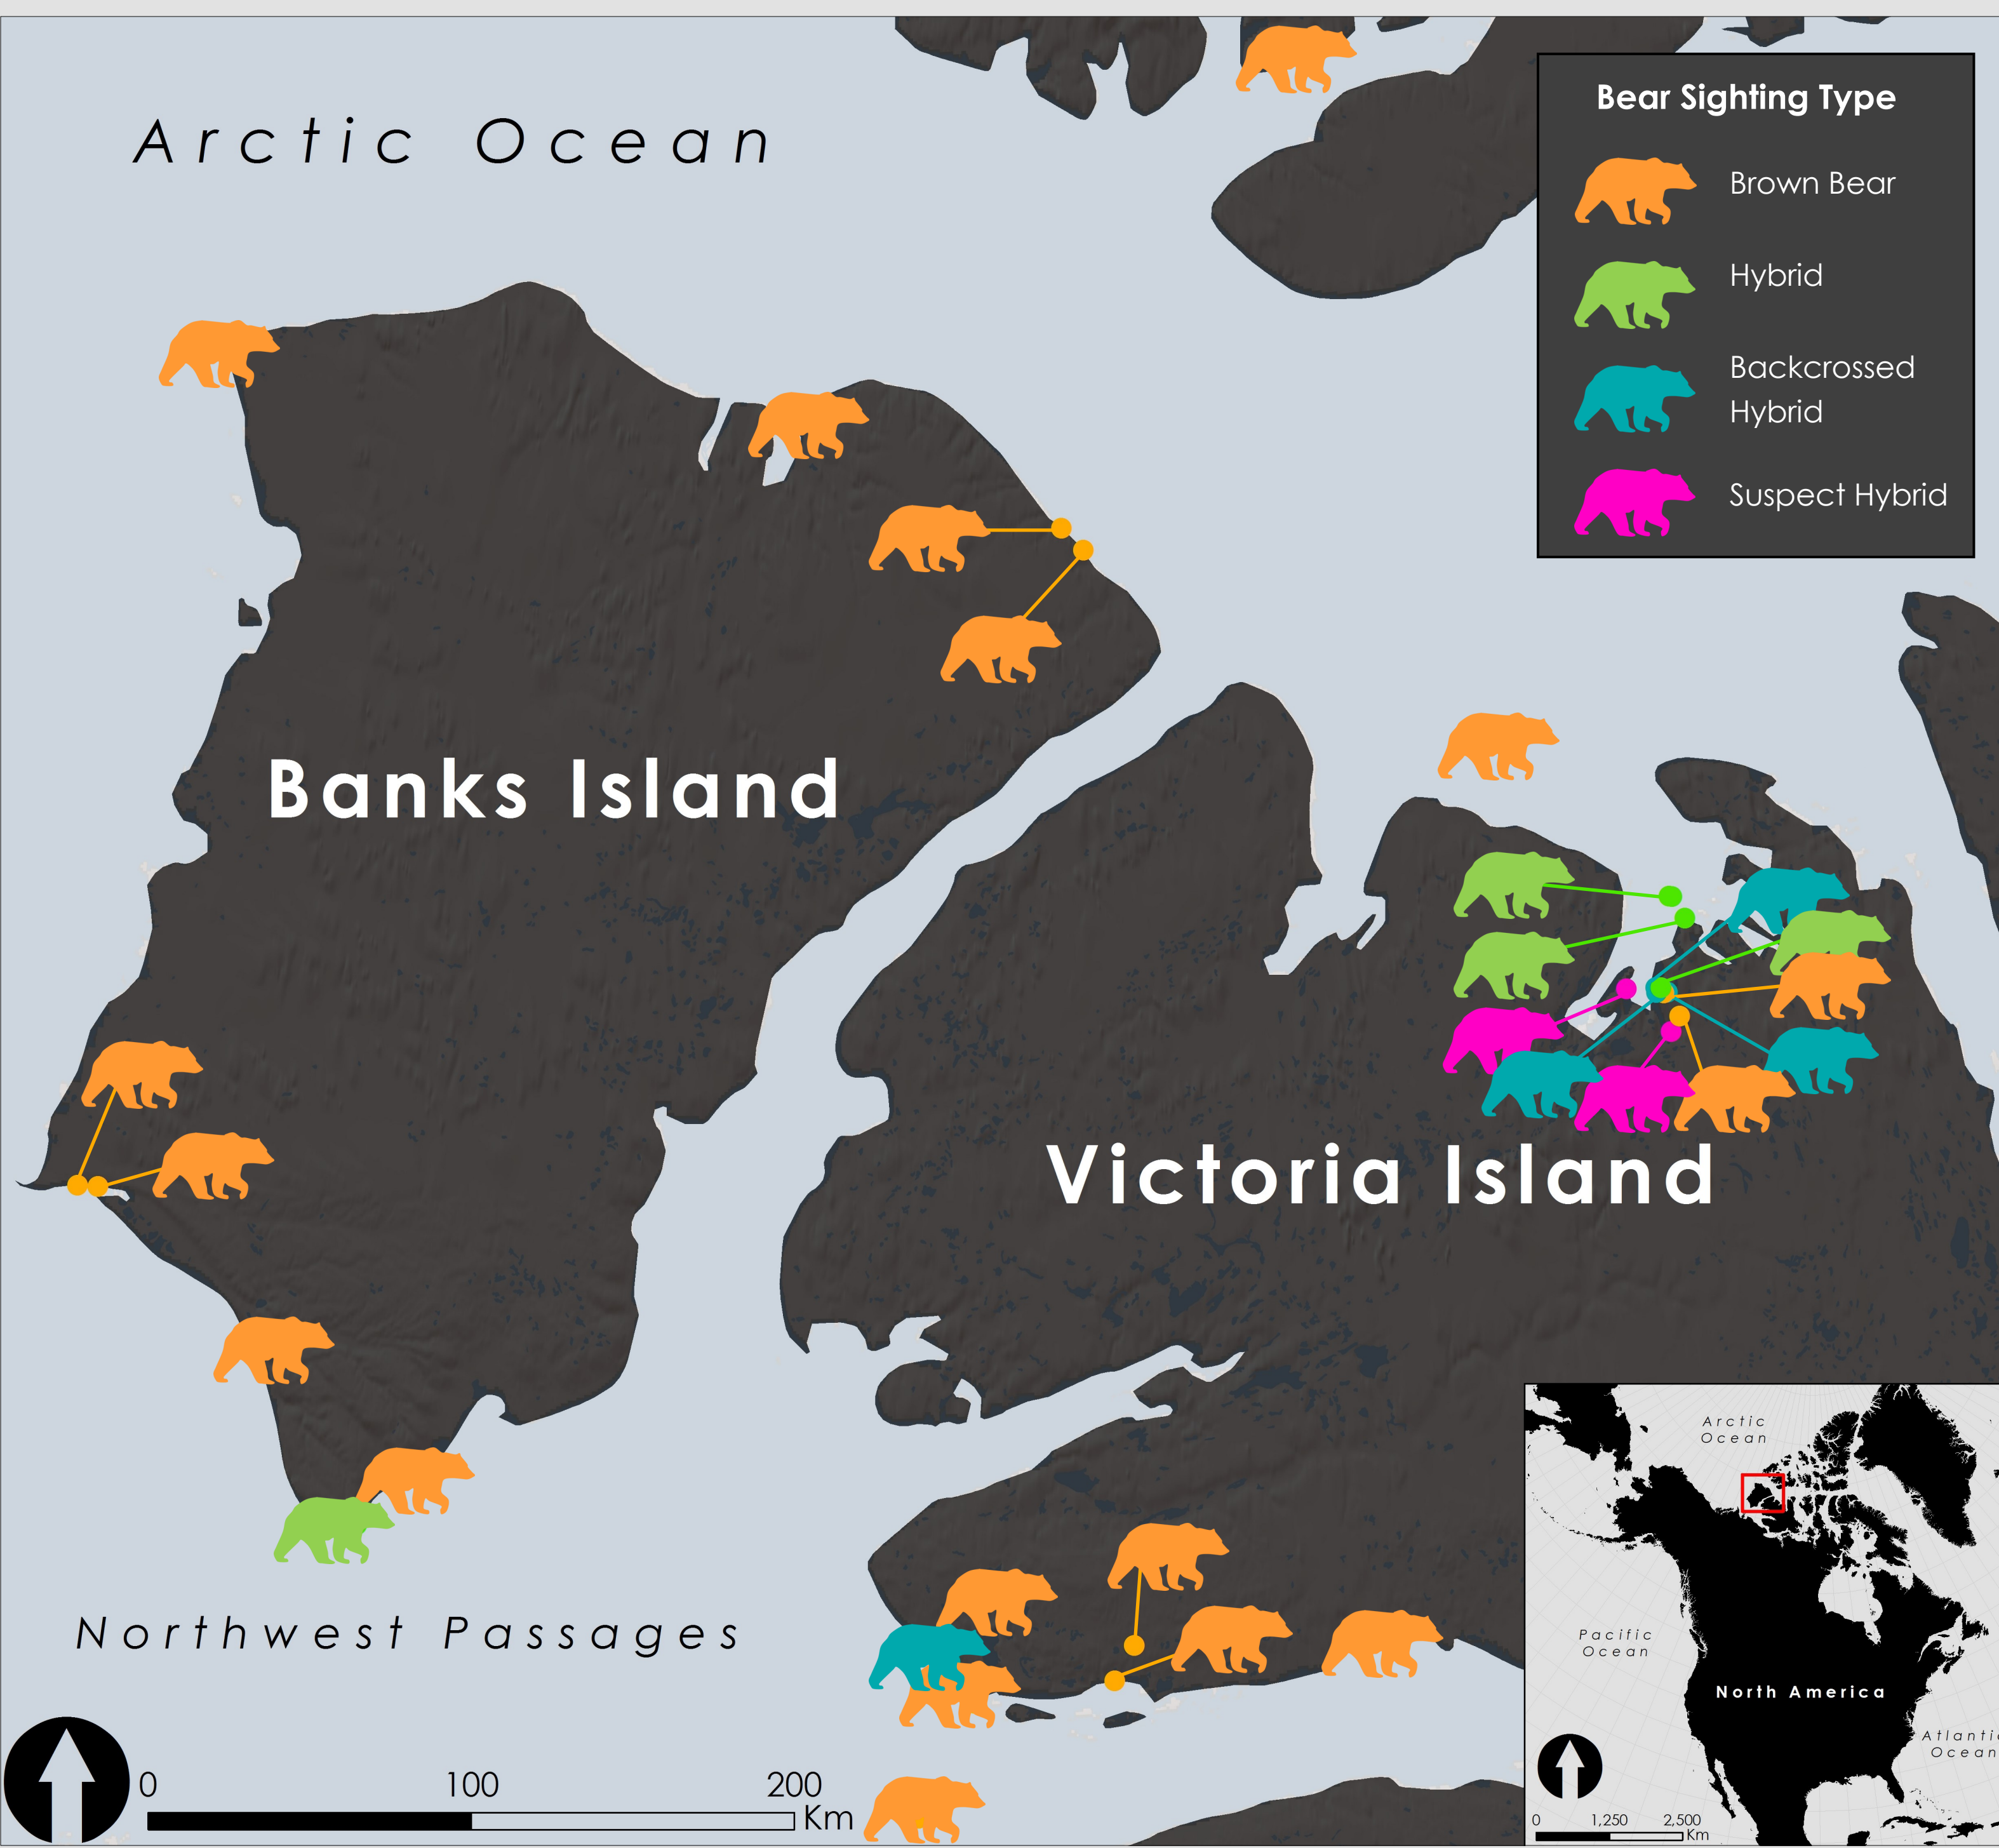 Arctic Ocean
Bear Sighting Type
Brown Bear
Hybrid
Backcrossed
Hybrid
Suspect Hybrid
Banks Island
Victoria Island
Northwest Passages
0 100 200
Km
Arctic
Ocean
Pacific
Ocean
North America
Atlantic
Ocean
0 1,250 2,500
Km